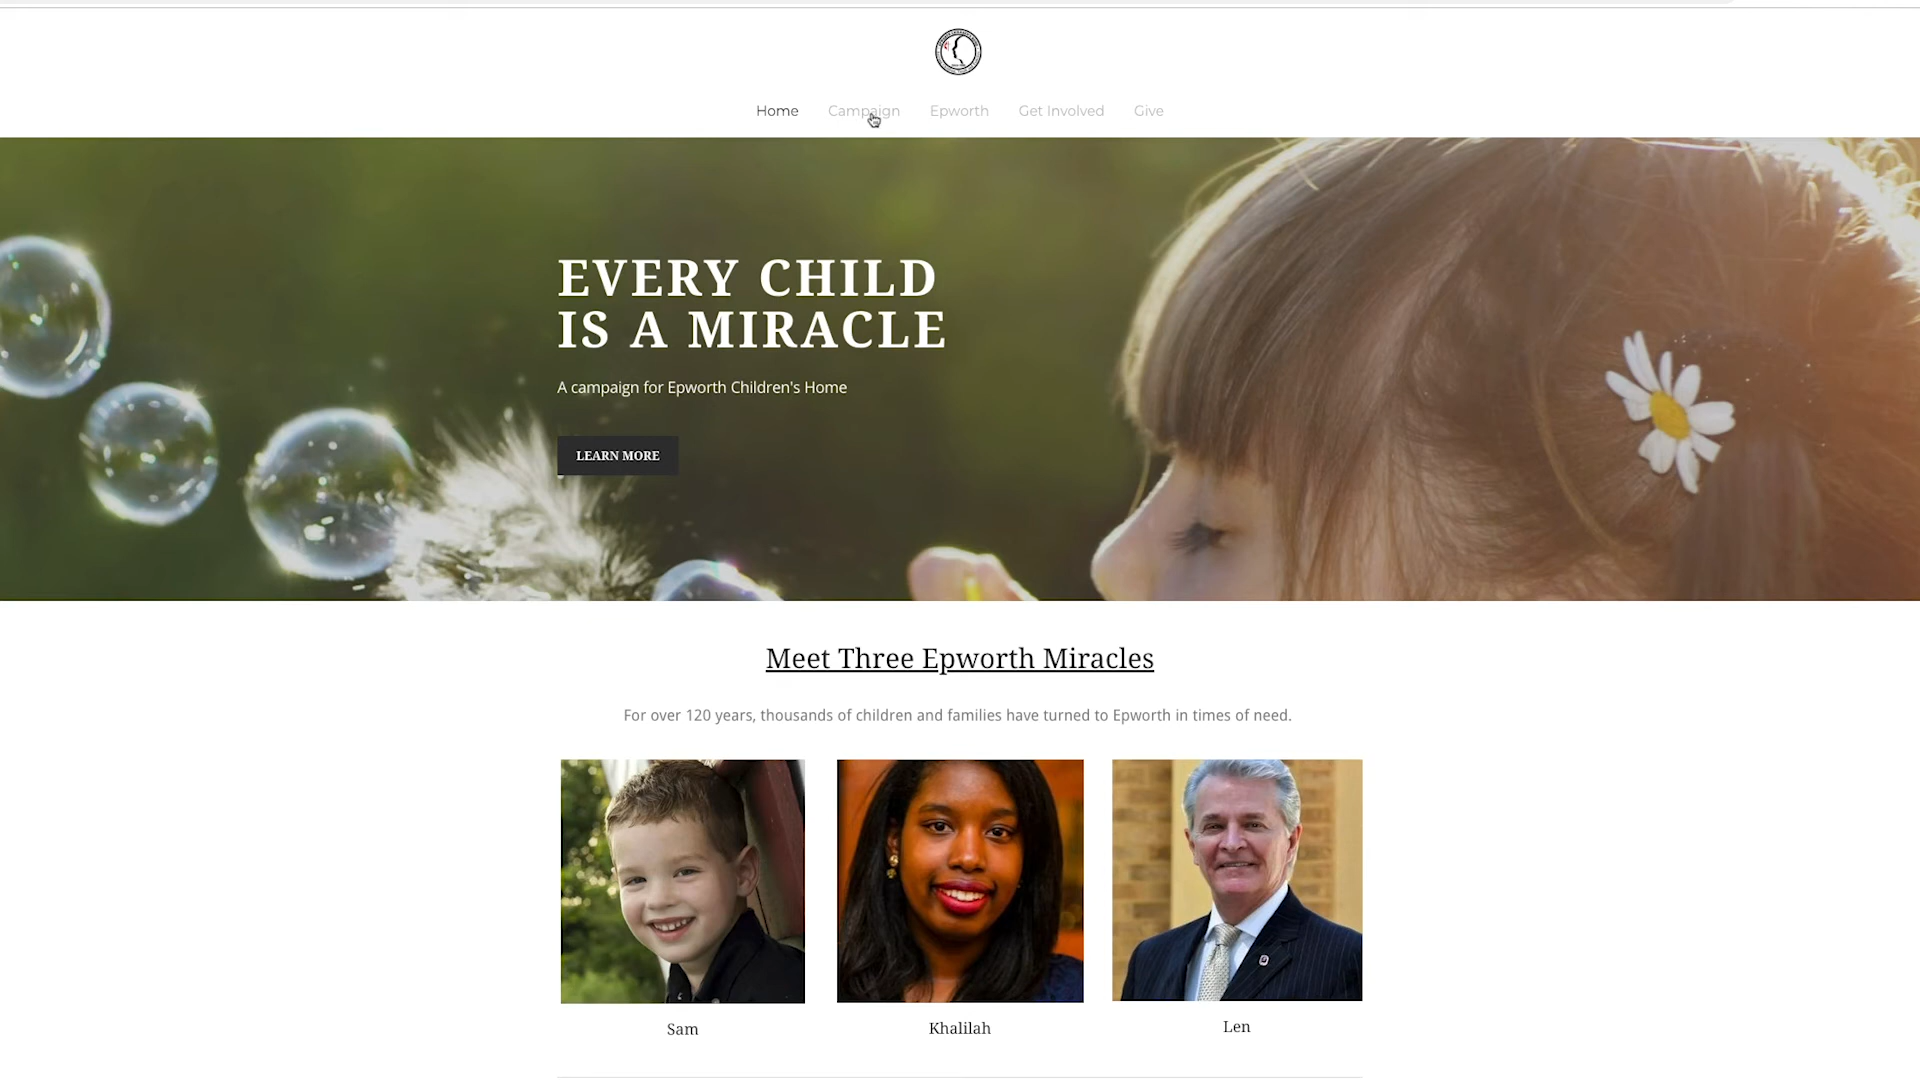 Home
Campaign
Epworth
Get Involved
Give
EVERY CHILD
IS A MIRACLE
A campaign for Epworth Children's Home
LEARN MORE
Meet Three Epworth Miracles
For over 120 years, thousands of children and families have turned to Epworth in times of need.
Sam
Khalilah
Len